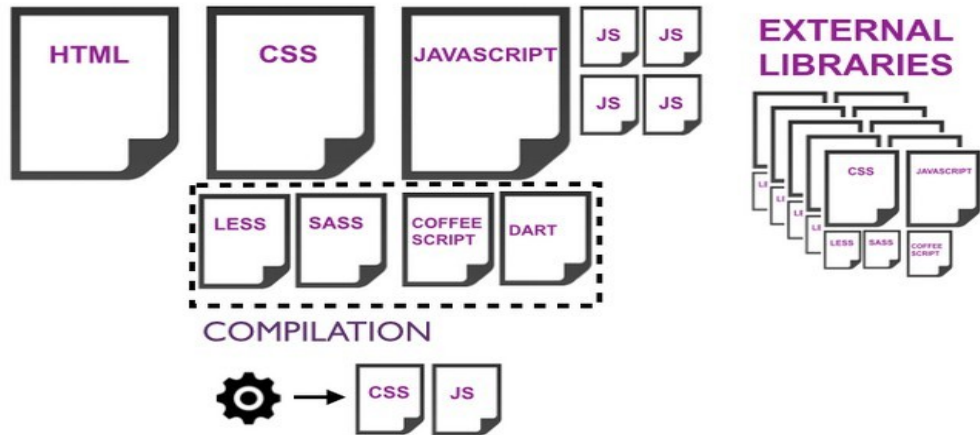 HTML
CSS
JAVASCRIPT
JS JS
JS JS
EXTERNAL
LIBRARIES
LESS
SASS
COFFEE
SCRIPT
DART
COMPILATION
CSS
JS
CSS
JAVASCRIPT
LESS
SASS
COFFEE
SCRIPT